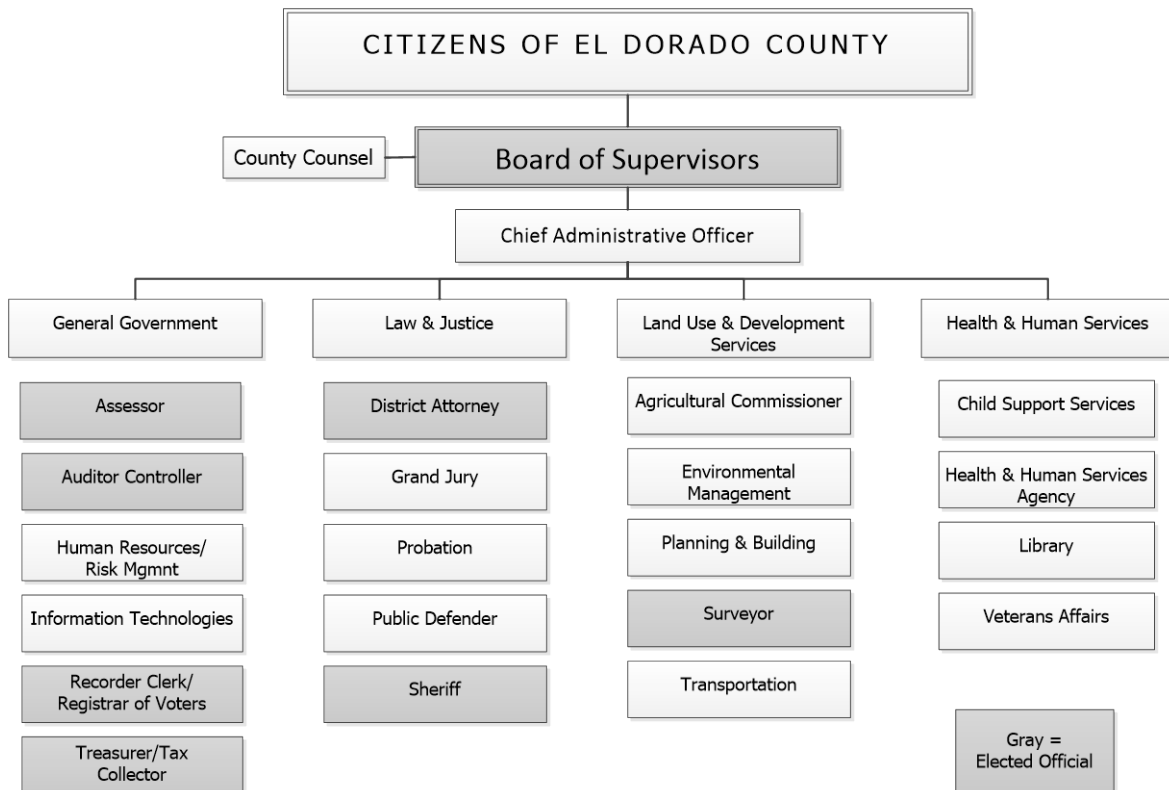 CITIZENS OF EL DORADO COUNTY
County Counsel
Board of Supervisors
Chief Administrative Officer
General Government
Assessor
Auditor Controller
Human Resources/
Risk Mgmnt
Information Technologies
Recorder Clerk/
Registrar of Voters
Treasurer/Tax
Collector
Law & Justice
District Attorney
Grand Jury
Probation
Public Defender
Sheriff
Land Use & Development
Services
Agricultural Commissioner
Environmental
Management
Planning & Building
Surveyor
Transportation
Health & Human Services
Child Support Services
Health & Human Services
Agency
Library
Veterans Affairs
Gray =
Elected Official